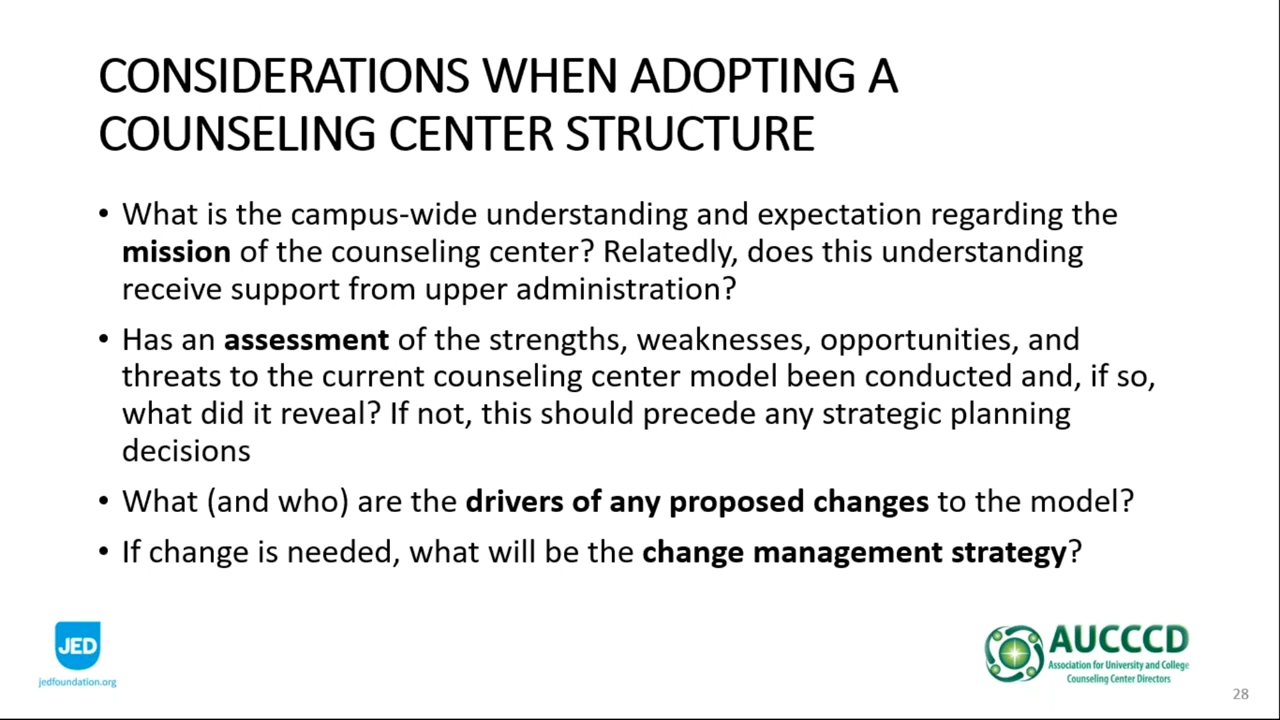 CONSIDERATIONS WHEN ADOPTING A
COUNSELING CENTER STRUCTURE
• What is the campus-wide understanding and expectation regarding the
mission of the counseling center? Relatedly, does this understanding
receive support from upper administration?
• Has an assessment of the strengths, weaknesses, opportunities, and
threats to the current counseling center model been conducted and, if so,
what did it reveal? If not, this should precede any strategic planning
decisions
• What (and who) are the drivers of any proposed changes to the model?
• If change is needed, what will be the change management strategy?
JED
jedfoundation.org
AUCCCD
Association for University and College
Counseling Center Directors
28